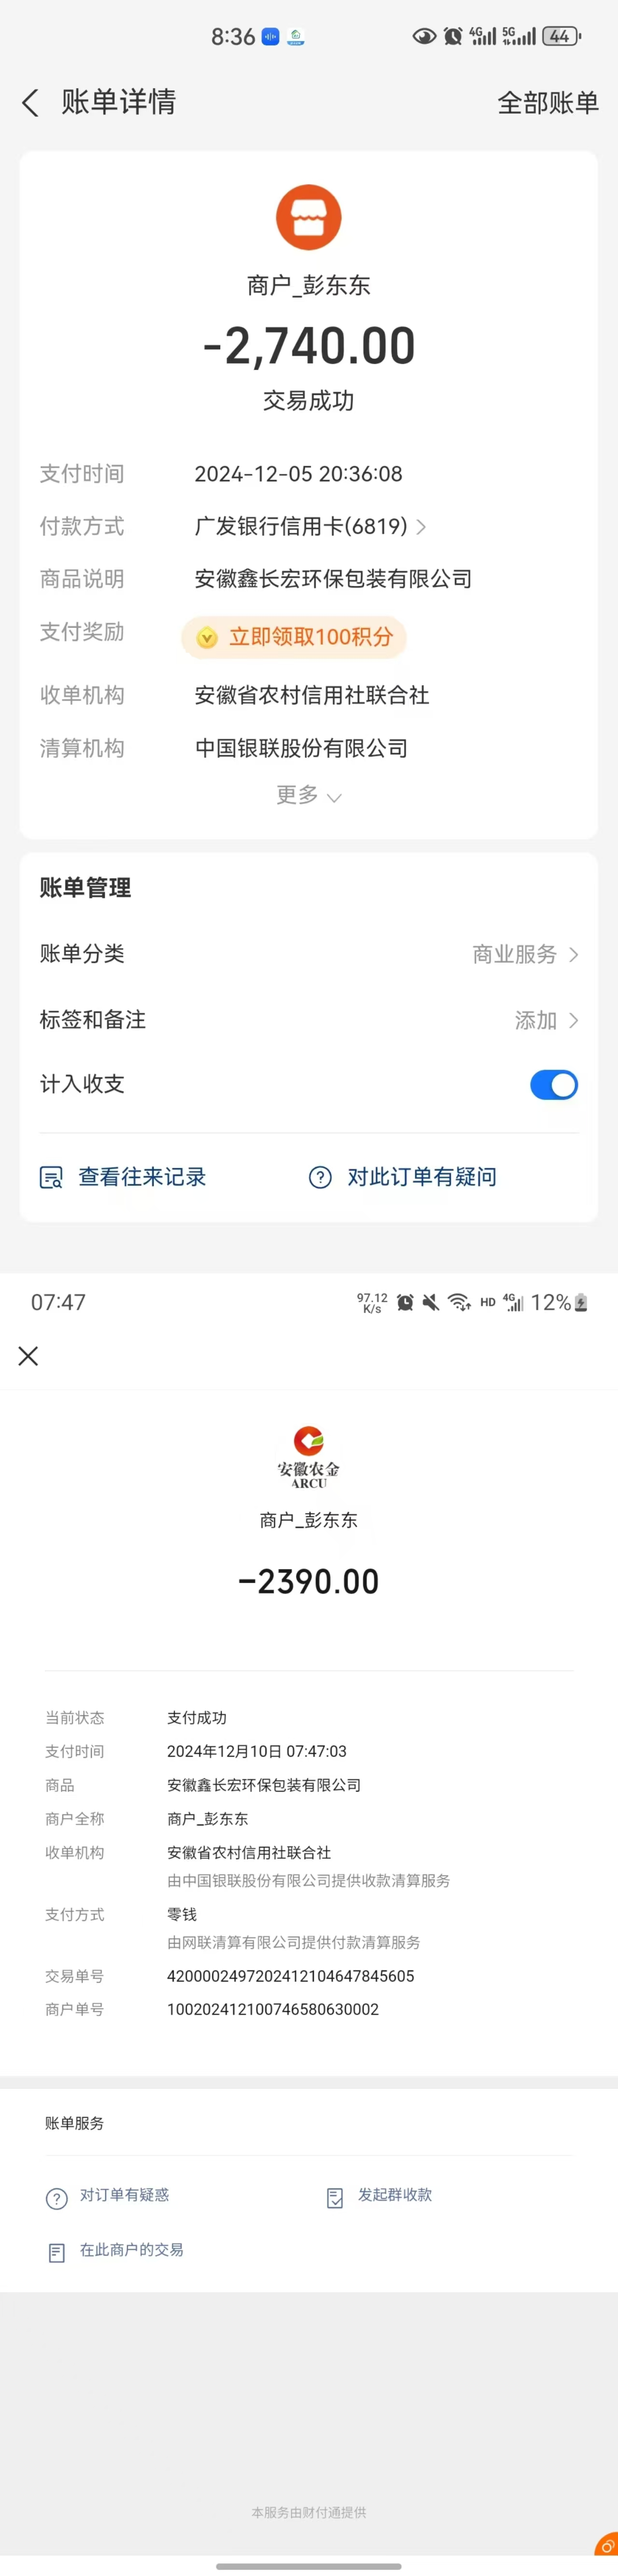 8:36 4G 5G 44
账单详情 全部账单
商户_彭东东
-2,740.00
交易成功
支付时间 2024-12-05 20:36:08
付款方式 广发银行信用卡(6819)
商品说明 安徽鑫长宏环保包装有限公司
支付奖励 立即领取100积分
收单机构 安徽省农村信用社联合社
清算机构 中国银联股份有限公司
更多
账单管理
账单分类 商业服务
标签和备注 添加
计入收支
查看往来记录 对此订单有疑问
07:47 97.12 K/s HD 4G 12%
安徽农金
ARCU
商户_彭东东
-2390.00
当前状态 支付成功
支付时间 2024年12月10日 07:47:03
商品 安徽鑫长宏环保包装有限公司
商户全称 商户_彭东东
收单机构 安徽省农村信用社联合社
由中国银联股份有限公司提供收款清算服务
支付方式 零钱
由网联清算有限公司提供付款清算服务
交易单号 4200002497202412104647845605
商户单号 100202412100746580630002
账单服务
对订单有疑惑 发起群收款
在此商户的交易
本服务由财付通提供